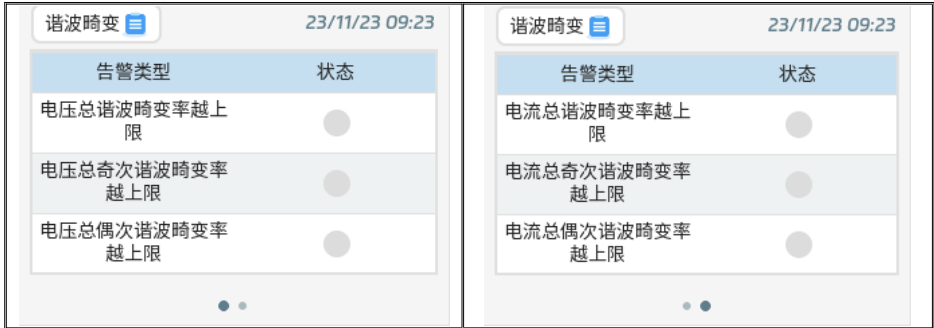 谐波畸变
23/11/23 09:23
告警类型 状态
电压总谐波畸变率越上
限
电压总奇次谐波畸变率
越上限
电压总偶次谐波畸变率
越上限
谐波畸变
23/11/23 09:23
告警类型 状态
电流总谐波畸变率越上
限
电流总奇次谐波畸变率
越上限
电流总偶次谐波畸变率
越上限